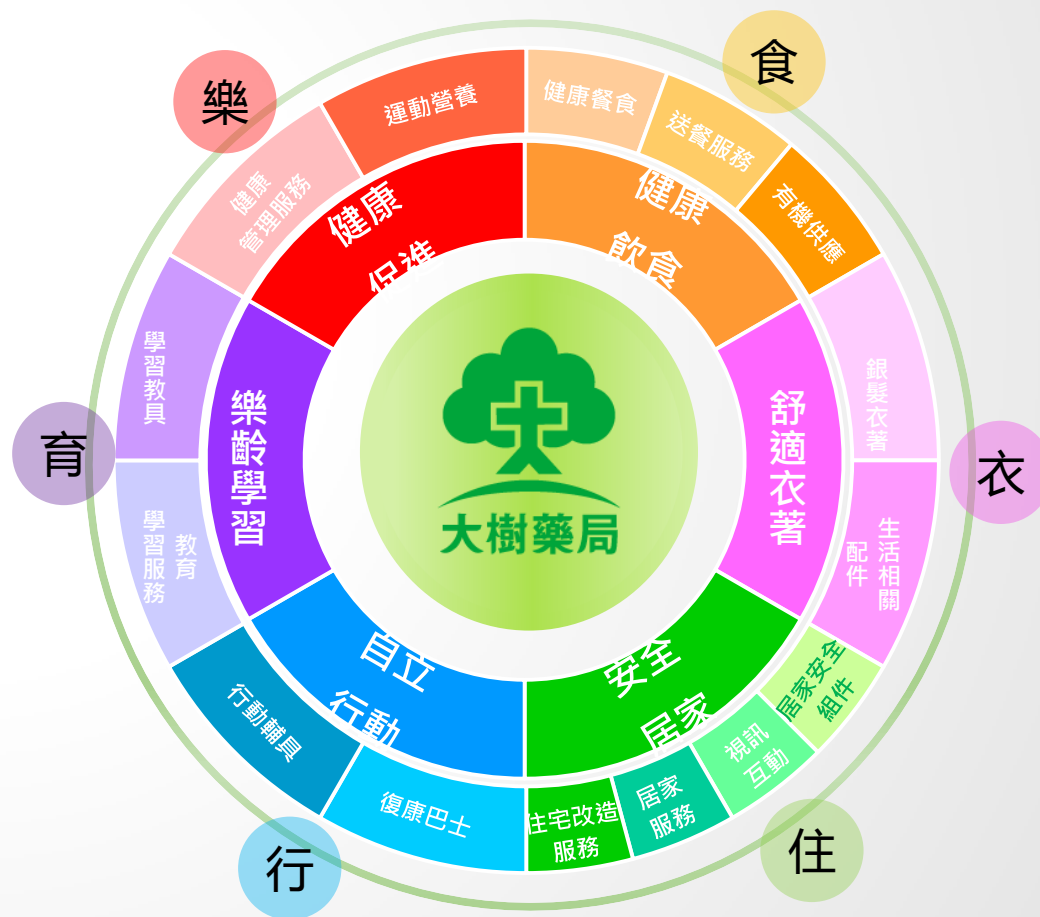 食
健康餐食
送餐服務
有機供應
健康
飲食
衣
銀髮衣著
生活相關
配件
舒適衣著
住
居家安全
組件
視訊
互動
居家
服務
住宅改造
服務
安全
居家
行
復康巴士
行動輔具
自立
行動
育
教育
學習服務
學習教具
樂齡學習
樂
健康
管理服務
運動營養
健康
促進
大樹藥局